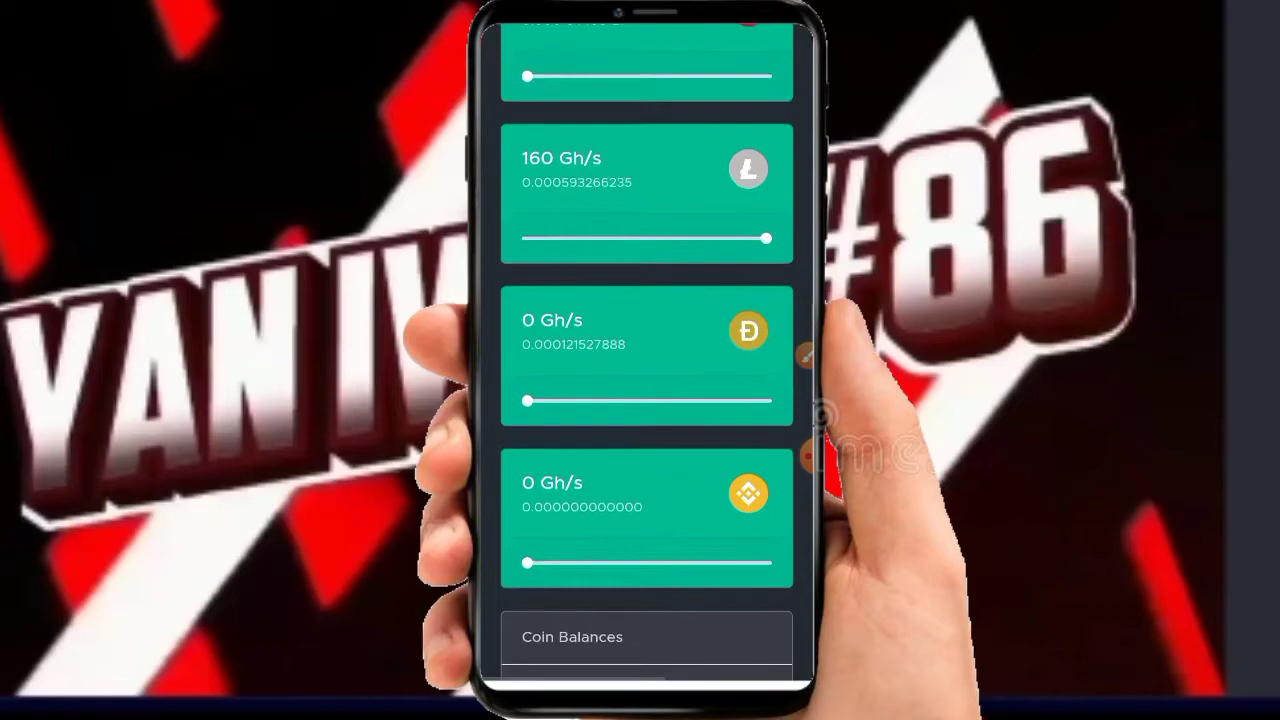 YAN IV
#86
160 Gh/s
0.000593266235
0 Gh/s
0.000121527888
0 Gh/s
0.000000000000
Coin Balances